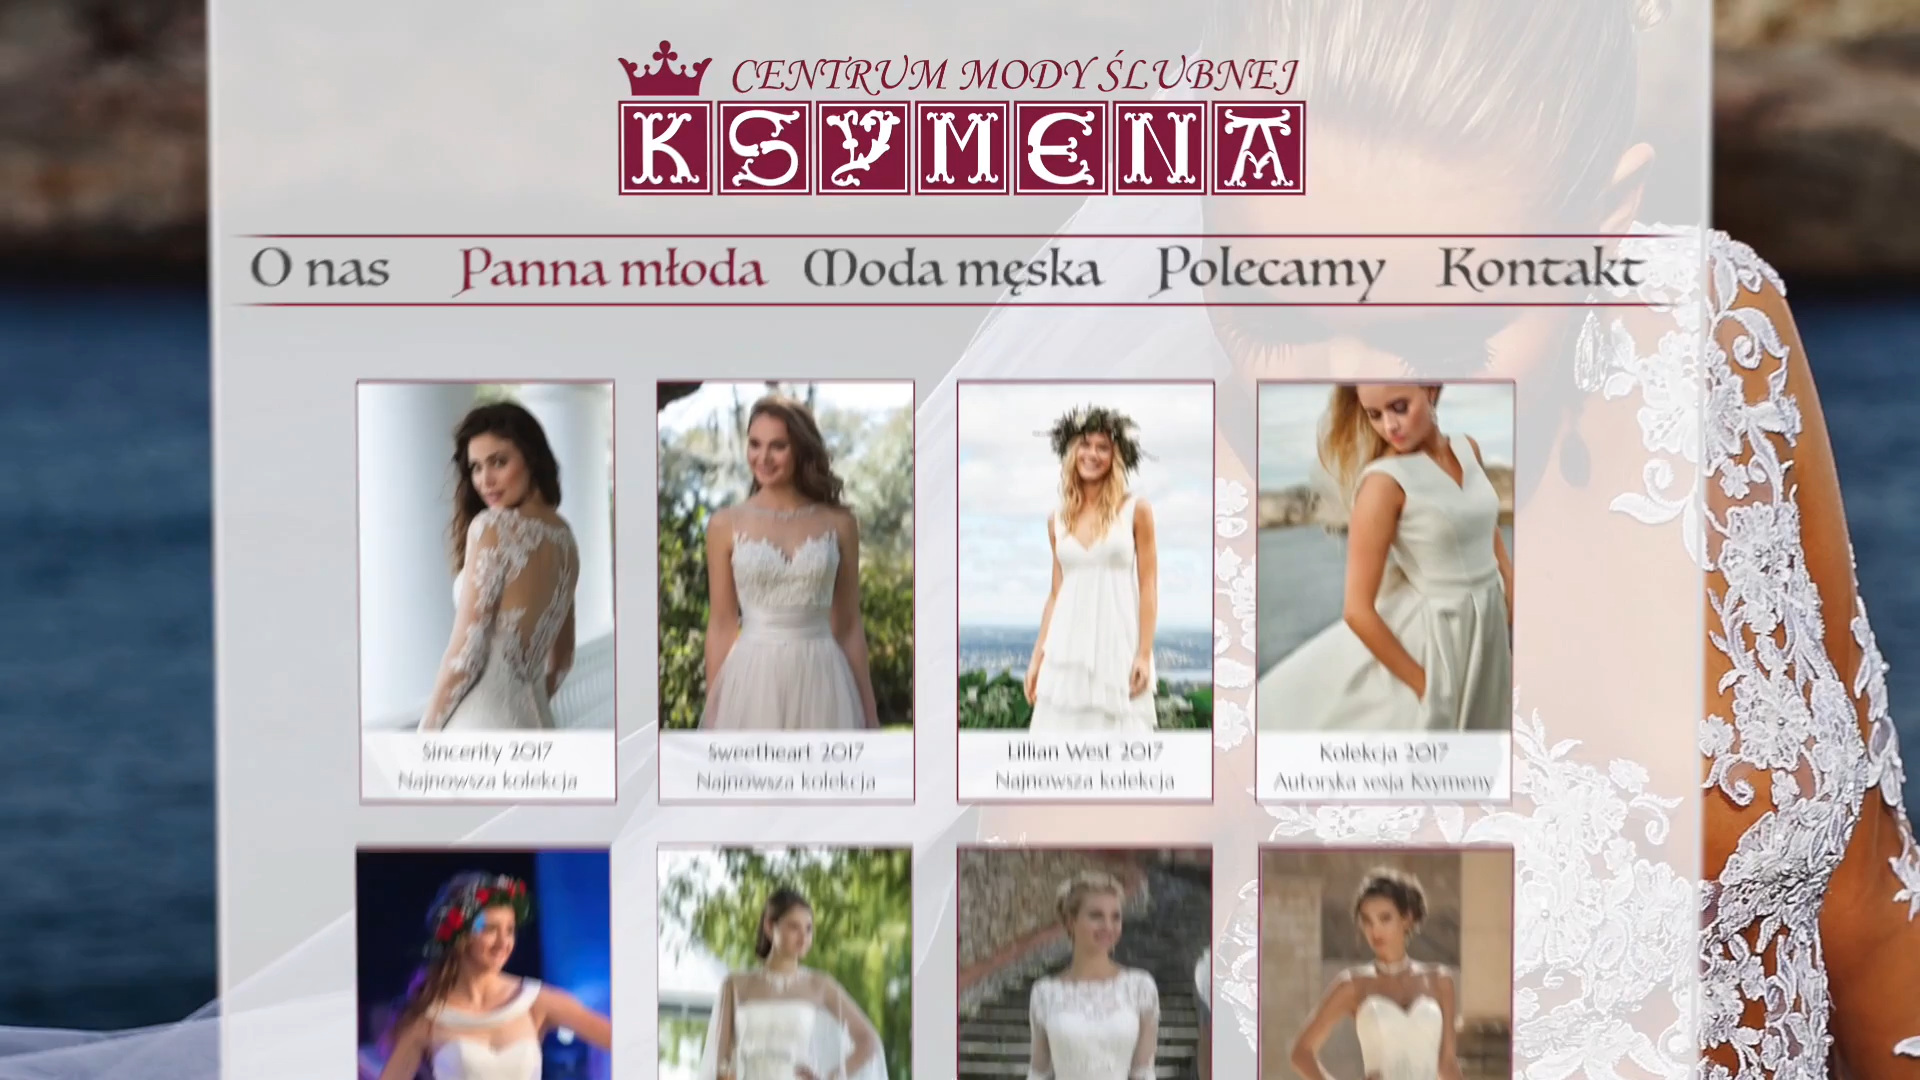 CENTRUM MODY ŚLUBNEJ
KSYMENA
O nas Panna młoda Moda męska Polecamy Kontakt
Sincerity 2017
Najnowsza kolekcja
Sweetheart 2017
Najnowsza kolekcja
Lillian West 2017
Najnowsza kolekcja
Kolekcja 2017
Autorska sesja Ksymeny